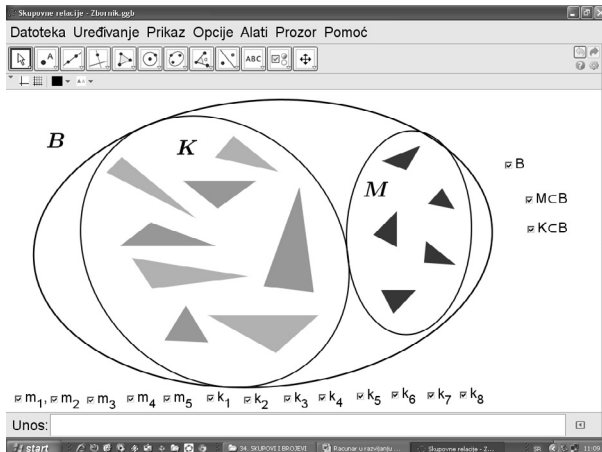 Skupovne relacije - Zbornik.ggb
Datoteka Uređivanje Prikaz Opcije Alati Prozor Pomoć
A
ABC
B
K
M
B
M⊂B
K⊂B
m1, m2 m3 m4 m5 k1 k2 k3 k4 k5 k6 k7 k8
Unos:
start 34. SKUPOVI I BROJEVI Racunar u razvijanju ... Skupovne relacije - Z... SR 11:09